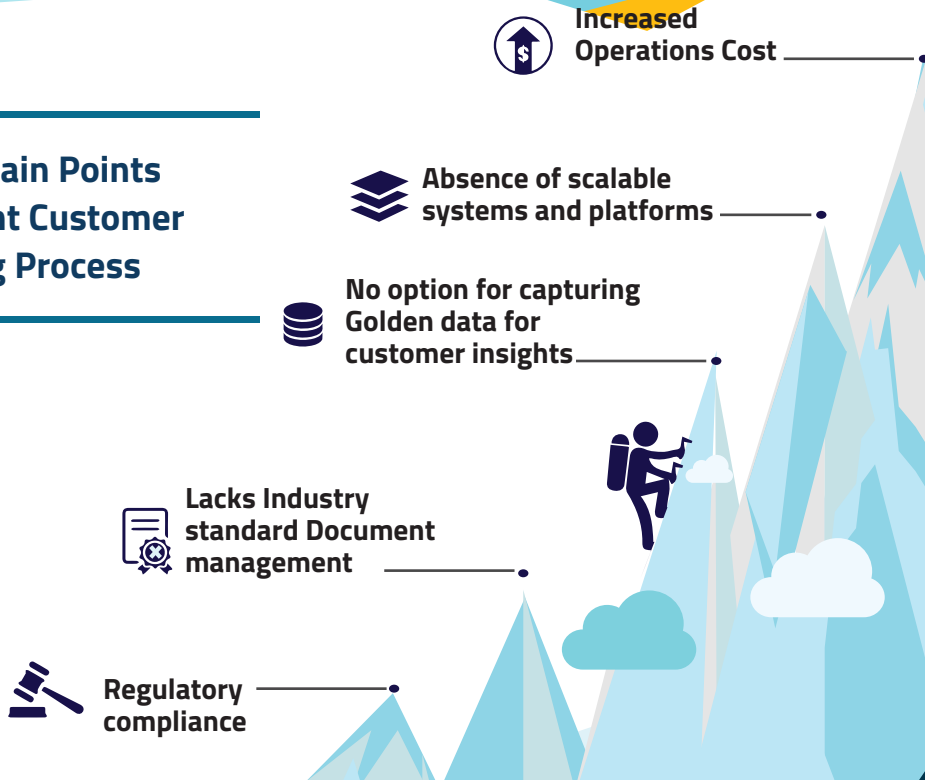 Increased
Operations Cost
$
ain Points
nt Customer
Process
Absence of scalable
systems and platforms
No option for capturing
Golden data for
customer insights
Lacks Industry
standard Document
management
Regulatory
compliance